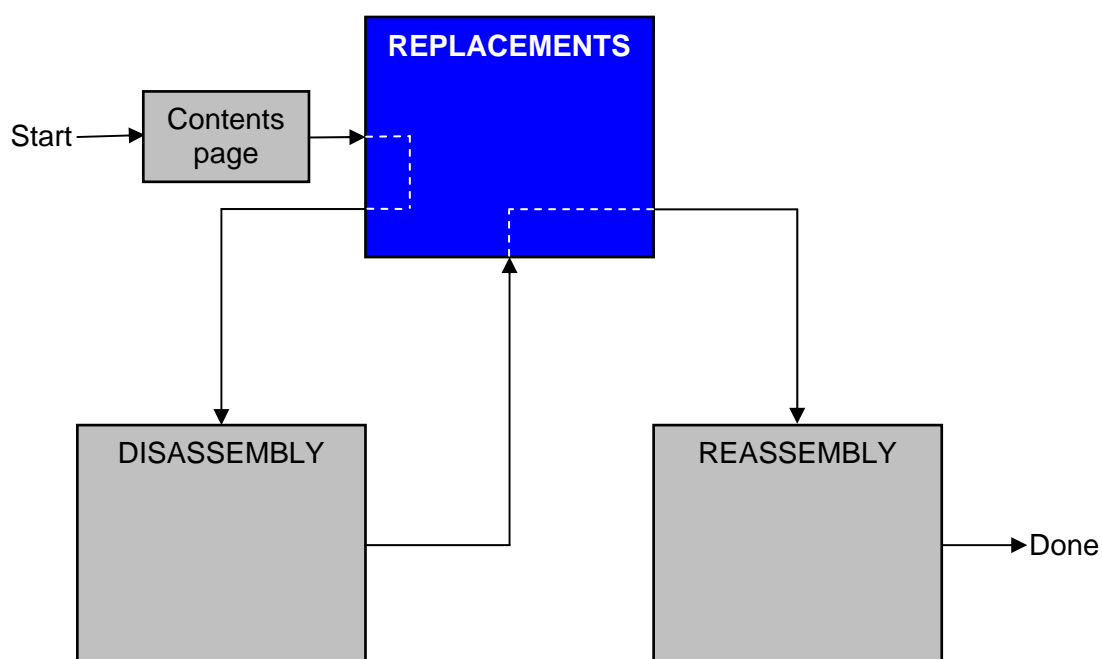 REPLACEMENTS
Start
Contents
page
DISASSEMBLY
REASSEMBLY
Done